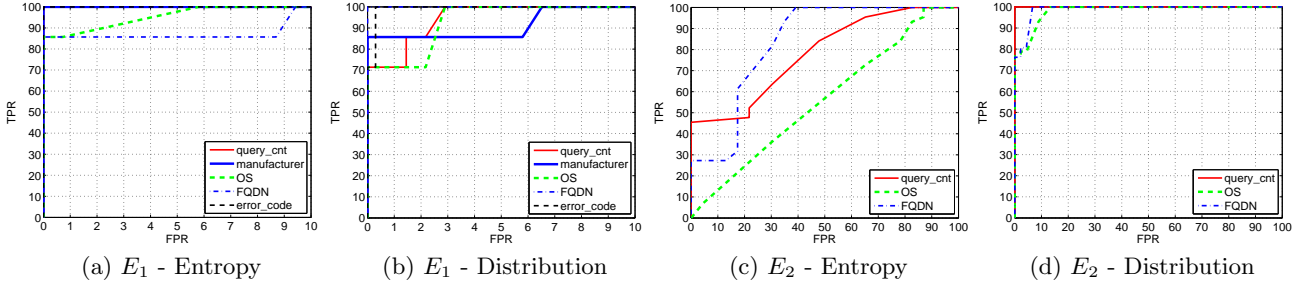 100
90
80
70
60
50
40
30
20
10
0
TPR
0 1 2 3 4 5 6 7 8 9 10
FPR
query_cnt
manufacturer
OS
FQDN
error_code
(a) E1 - Entropy
100
90
80
70
60
50
40
30
20
10
0
TPR
0 1 2 3 4 5 6 7 8 9 10
FPR
query_cnt
manufacturer
OS
FQDN
error_code
(b) E1 - Distribution
100
90
80
70
60
50
40
30
20
10
0
TPR
0 10 20 30 40 50 60 70 80 90 100
FPR
query_cnt
OS
FQDN
(c) E2 - Entropy
100
90
80
70
60
50
40
30
20
10
0
TPR
0 10 20 30 40 50 60 70 80 90 100
FPR
query_cnt
OS
FQDN
(d) E2 - Distribution